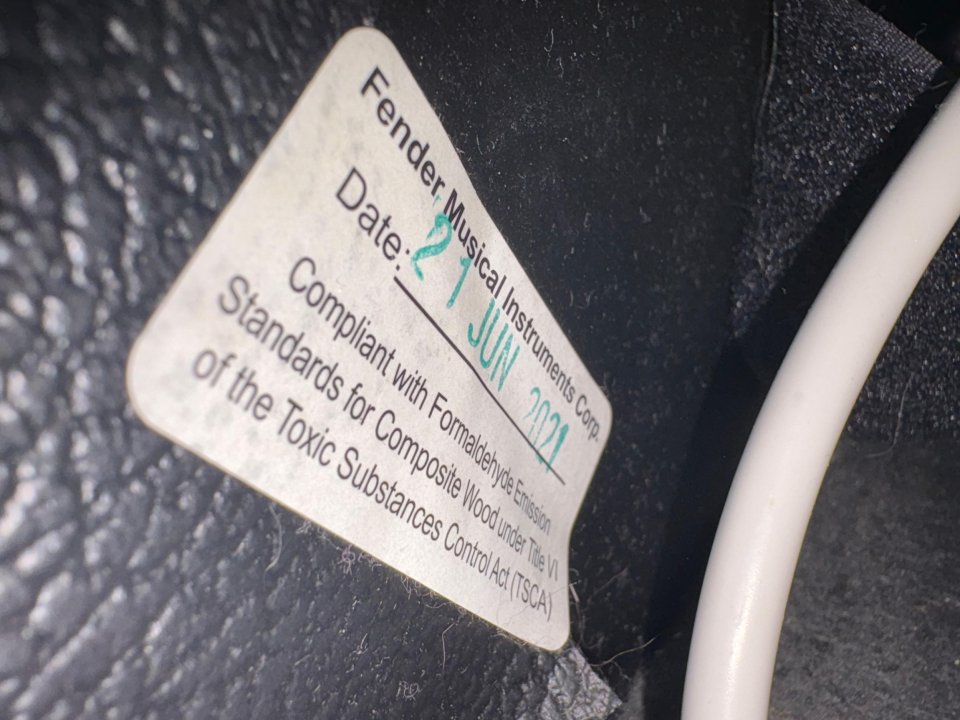 Fender Musical Instruments Corp.
Date: 21 JUN 2021
Compliant with Formaldehyde Emission
Standards for Composite Wood under Title VI
of the Toxic Substances Control Act (TSCA)